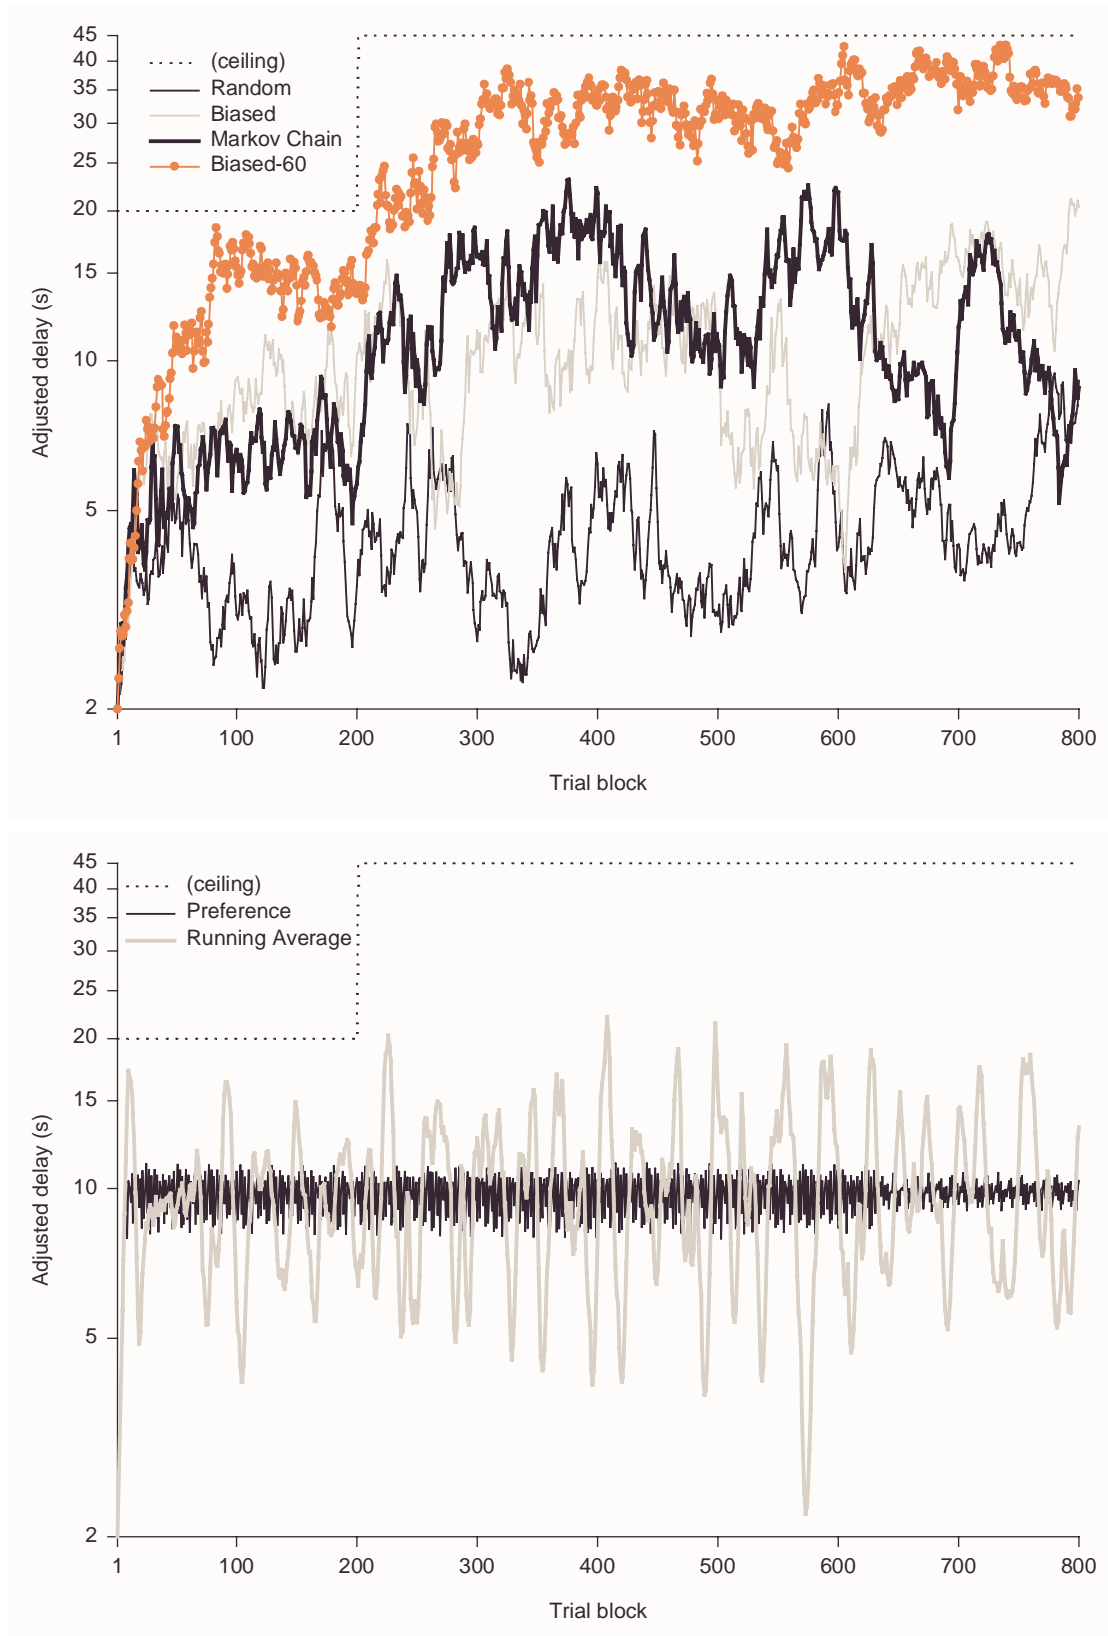 45
40
35
30
25
20
15
10
5
2
Adjusted delay (s)
(ceiling)
Random
Biased
Markov Chain
Biased-60
1 100 200 300 400 500 600 700 800
Trial block
45
40
35
30
25
20
15
10
5
2
Adjusted delay (s)
(ceiling)
Preference
Running Average
1 100 200 300 400 500 600 700 800
Trial block